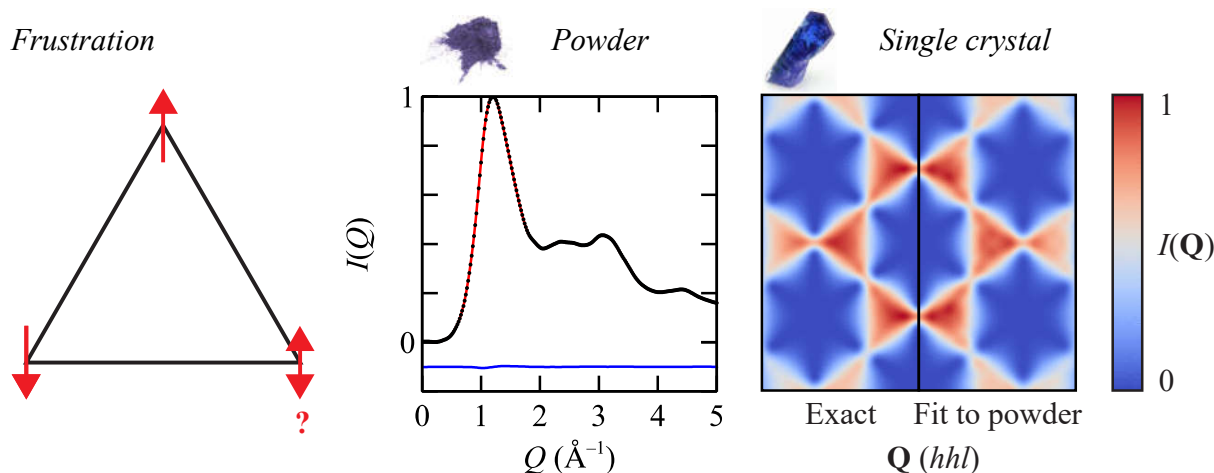 Frustration
?
Powder
1
0
I(Q)
0 1 2 3 4 5
Q (Å⁻¹)
Single crystal
Exact Fit to powder
Q (hhl)
1
I(Q)
0